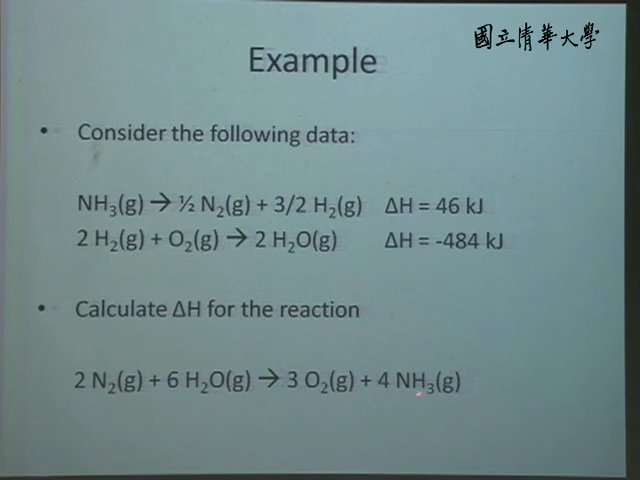 國立清華大學
Example
• Consider the following data:
NH₃(g) → ½ N₂(g) + 3/2 H₂(g) ΔH = 46 kJ
2 H₂(g) + O₂(g) → 2 H₂O(g) ΔH = -484 kJ
• Calculate ΔH for the reaction
2 N₂(g) + 6 H₂O(g) → 3 O₂(g) + 4 NH₃(g)